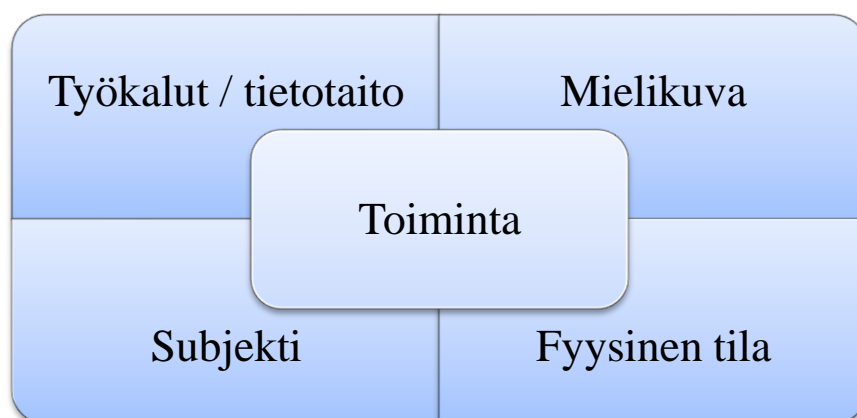 Työkalut / tietotaito
Mielikuva
Toiminta
Subjekti
Fyysinen tila